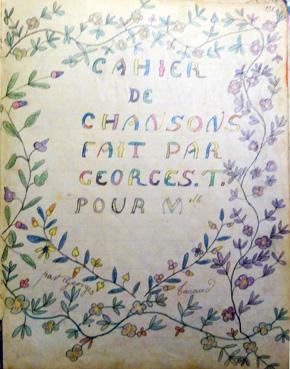 CAHIER
DE
CHANSONS
FAIT PAR
GEORGES.T.
POUR Mlle